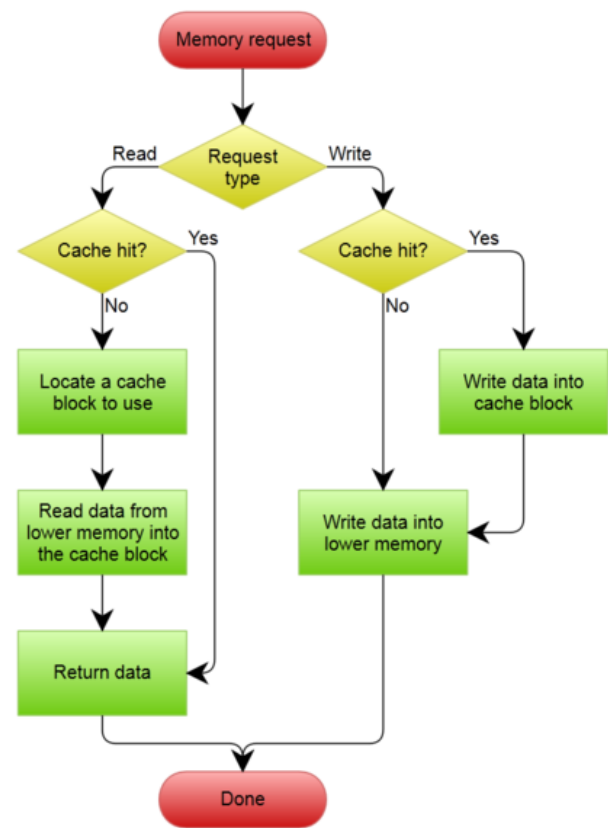 Memory request
Read
Request
type
Write
Cache hit?
Yes
Cache hit?
Yes
No
No
Locate a cache
block to use
Write data into
cache block
Read data from
lower memory into
the cache block
Write data into
lower memory
Return data
Done